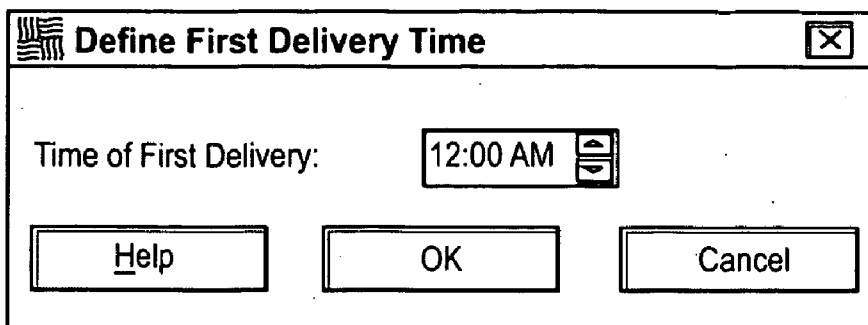 Define First Delivery Time
Time of First Delivery: 12:00 AM
Help OK Cancel